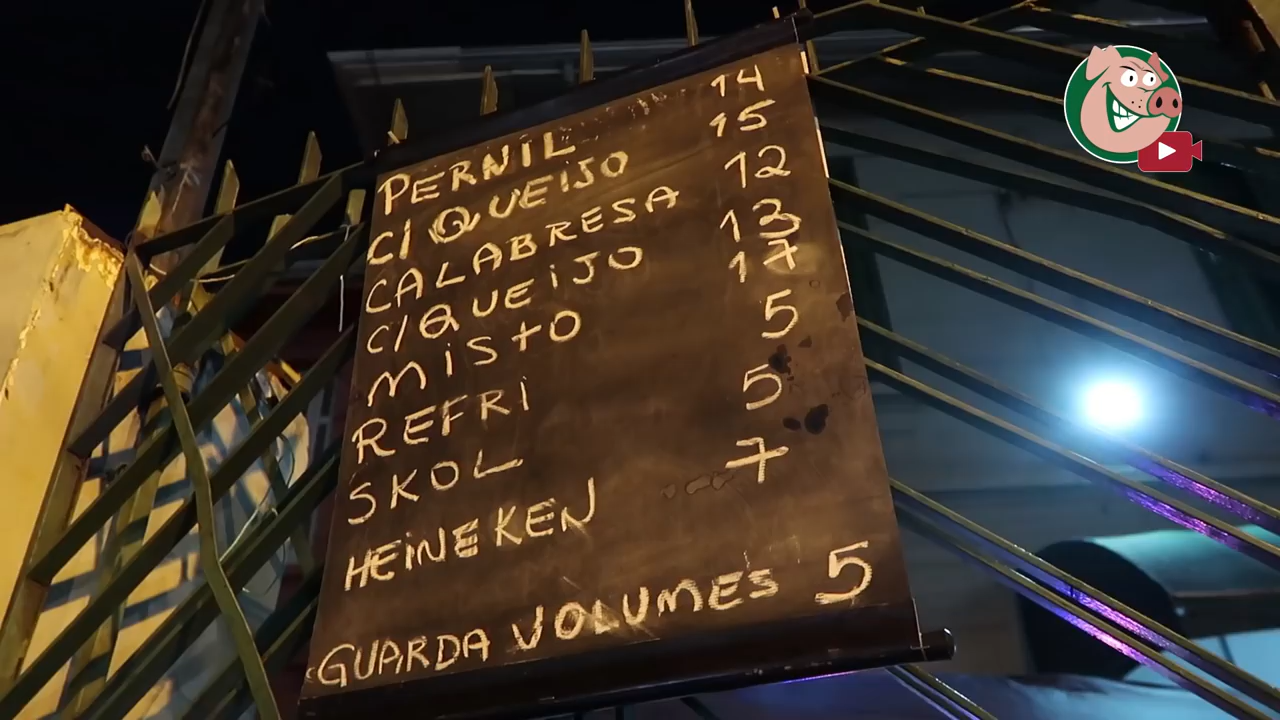 PERNIL 14
C/ QUEIJO 15
CALABRESA 12
C/ QUEIJO 13
MISTO 17
REFRI 5
SKOL 5
HEINEKEN 7
GUARDA VOLUMES 5